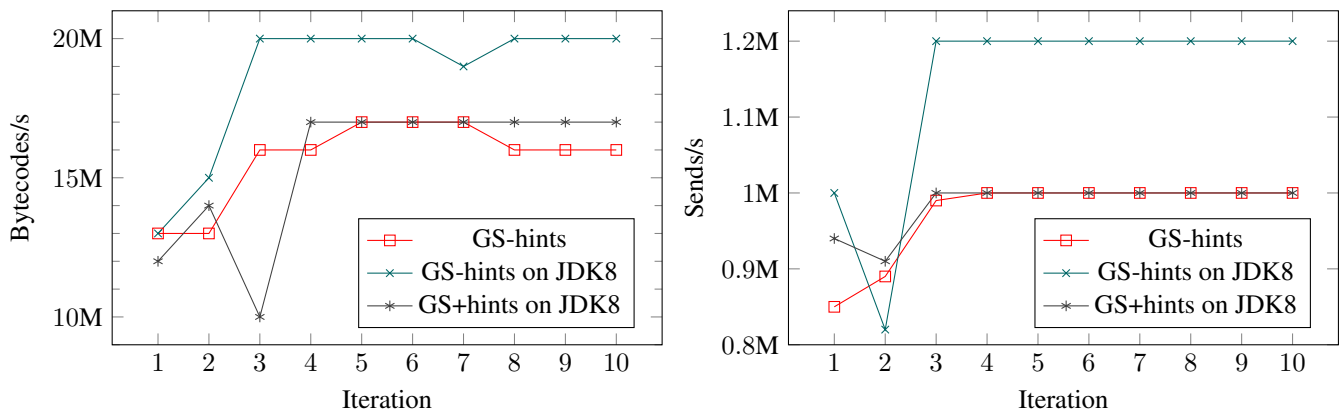 20M
15M
10M
Bytecodes/s
GS-hints
GS-hints on JDK8
GS+hints on JDK8
1 2 3 4 5 6 7 8 9 10
Iteration
1.2M
1.1M
1M
0.9M
0.8M
Sends/s
GS-hints
GS-hints on JDK8
GS+hints on JDK8
1 2 3 4 5 6 7 8 9 10
Iteration